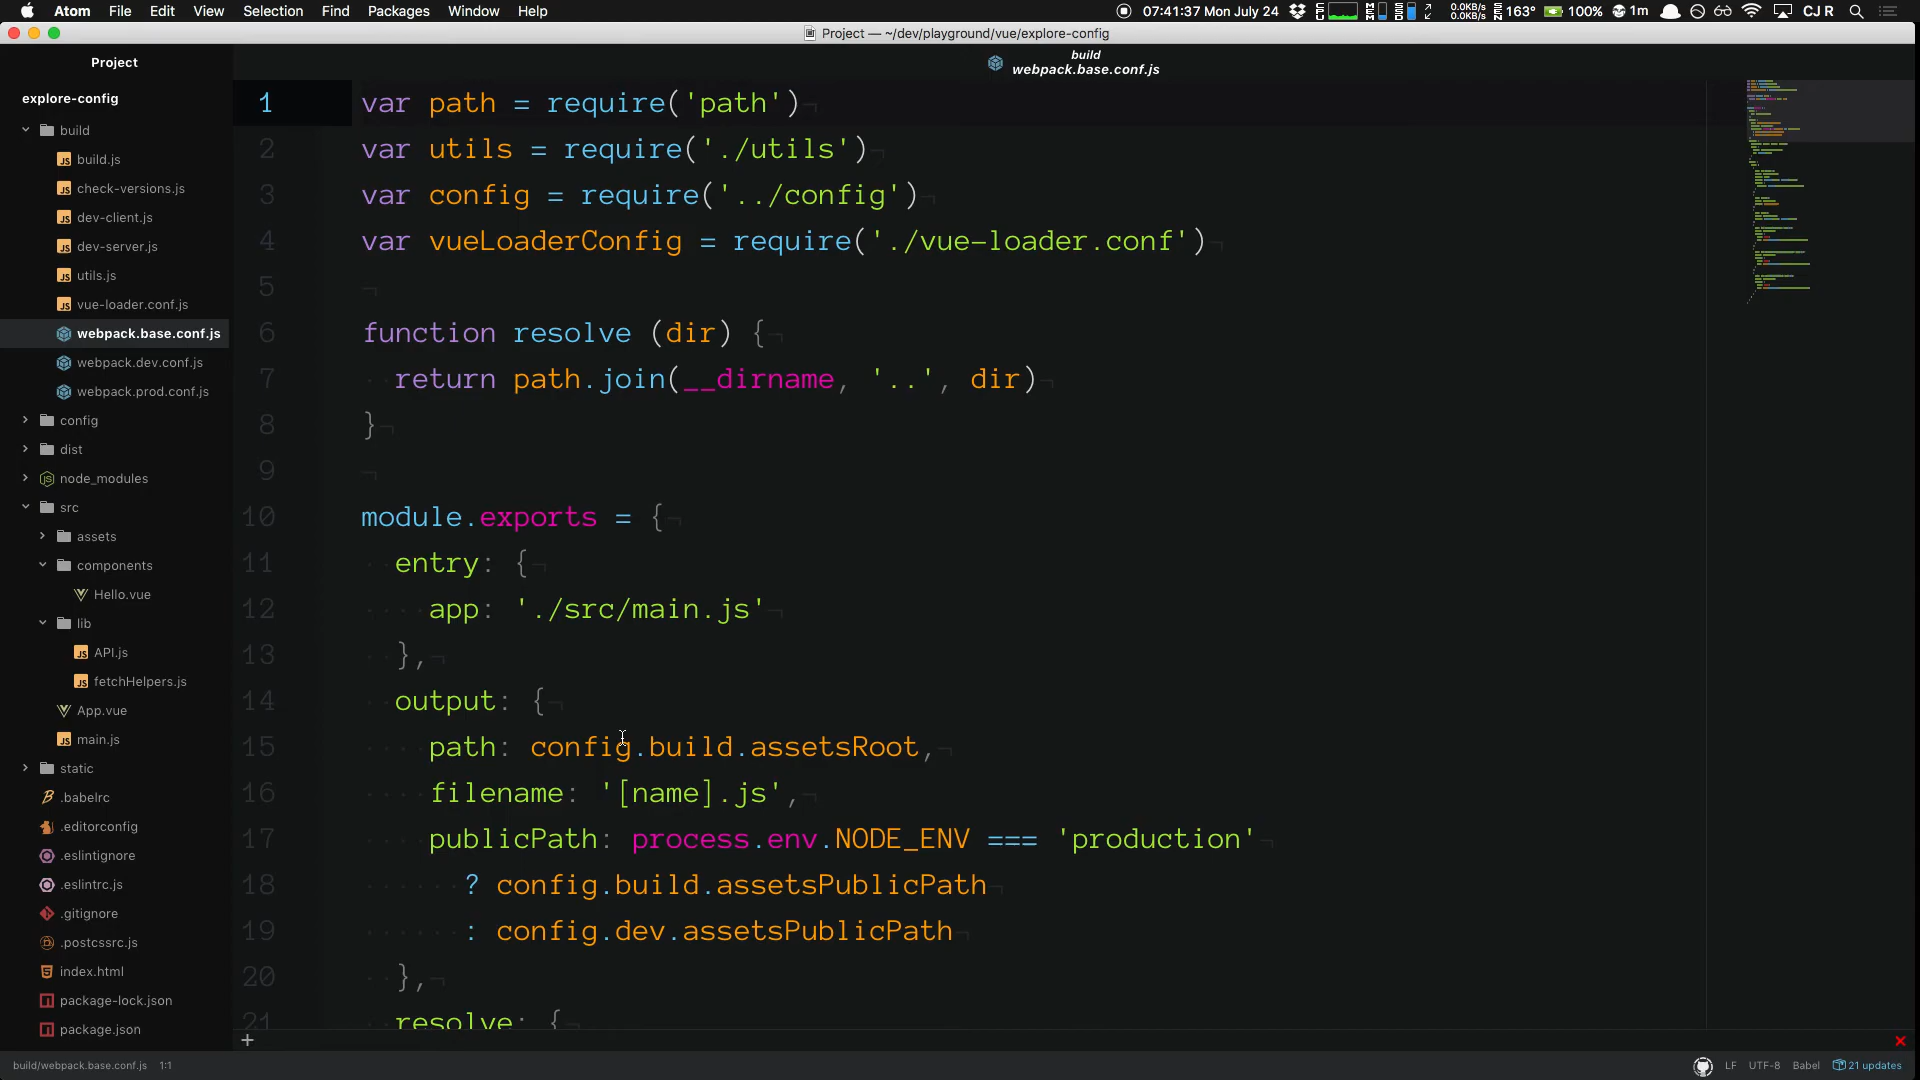 Atom File Edit View Selection Find Packages Window Help
CPU MEM SSD 0.0KB/s 0.0KB/s SEN 163° 100% 1m CJ R 07:41:37 Mon July 24
Project — ~/dev/playground/vue/explore-config
Project
explore-config
build
build.js
check-versions.js
dev-client.js
dev-server.js
utils.js
vue-loader.conf.js
webpack.base.conf.js
webpack.dev.conf.js
webpack.prod.conf.js
config
dist
node_modules
src
assets
components
Hello.vue
lib
API.js
fetchHelpers.js
App.vue
main.js
static
.babelrc
.editorconfig
.eslintignore
.eslintrc.js
.gitignore
.postcssrc.js
index.html
package-lock.json
package.json
build
webpack.base.conf.js
1 var path = require('path')¬
2 var utils = require('./utils')¬
3 var config = require('../config')¬
4 var vueLoaderConfig = require('./vue-loader.conf')¬
5 ¬
6 function resolve (dir) {¬
7 return path.join(__dirname, '..', dir)¬
8 }¬
9 ¬
10 module.exports = {¬
11 entry: {¬
12 app: './src/main.js'¬
13 },¬
14 output: {¬
15 path: config.build.assetsRoot,¬
16 filename: '[name].js',¬
17 publicPath: process.env.NODE_ENV === 'production'¬
18 ? config.build.assetsPublicPath¬
19 : config.dev.assetsPublicPath¬
20 },¬
21 resolve: {¬
+
build/webpack.base.conf.js 1:1 LF UTF-8 Babel 21 updates